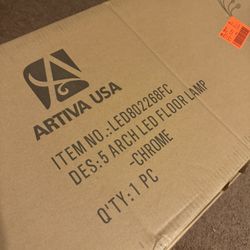 ARTIVA USA
ITEM NO.:LED802268FC
DES:5 ARCH LED FLOOR LAMP
-CHROME
Q'TY:1 PC